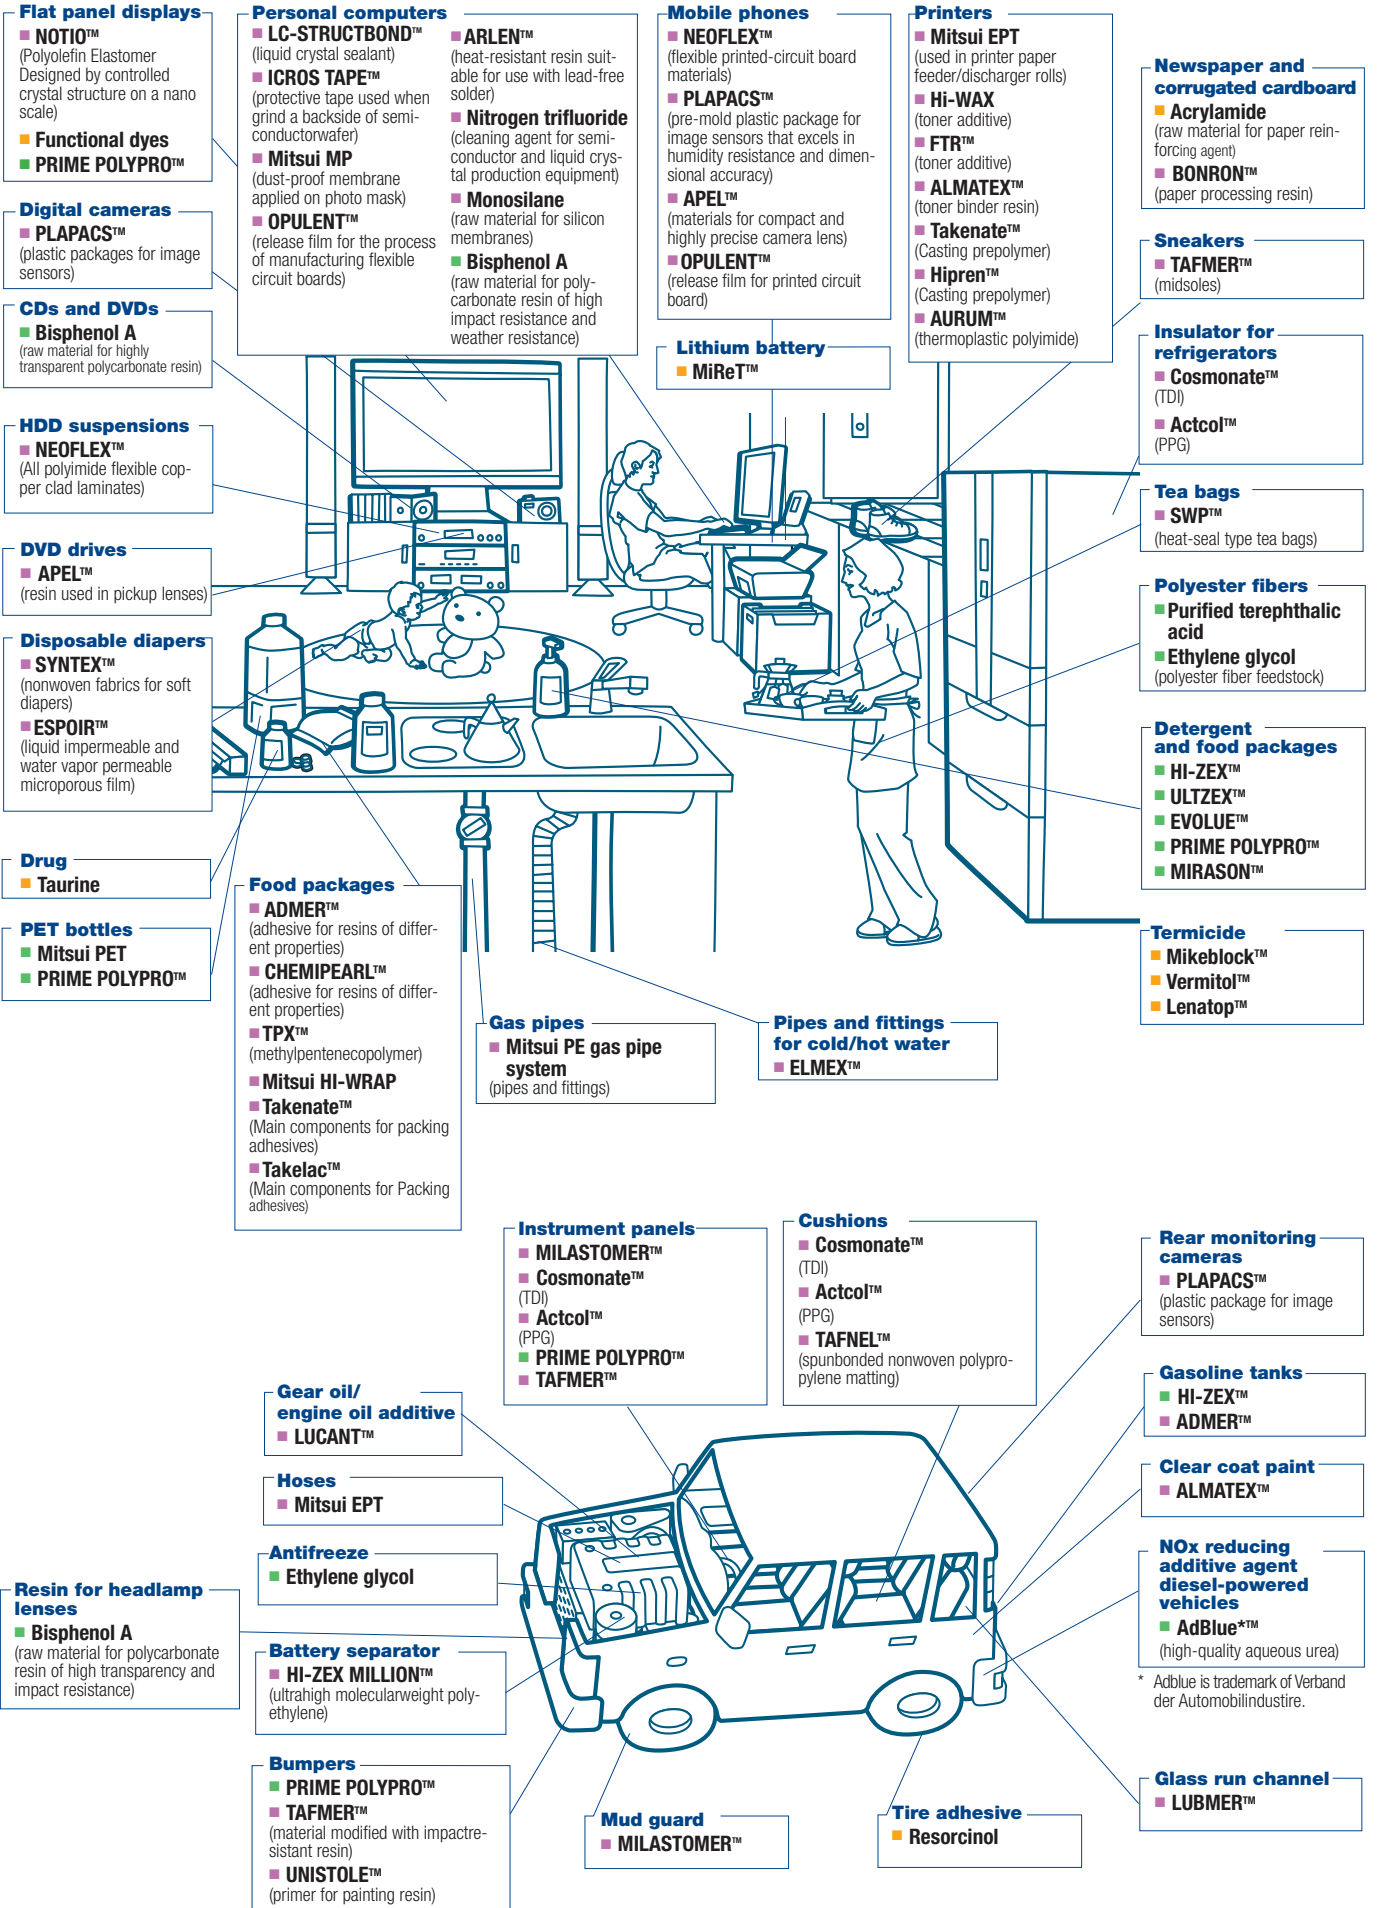 Flat panel displays
■ NOTIO™
(Polyolefin Elastomer
Designed by controlled
crystal structure on a nano
scale)
■ Functional dyes
■ PRIME POLYPRO™
Digital cameras
■ PLAPACS™
(plastic packages for image
sensors)
CDs and DVDs
■ Bisphenol A
(raw material for highly
transparent polycarbonate resin)
HDD suspensions
■ NEOFLEX™
(All polyimide flexible cop-
per clad laminates)
DVD drives
■ APEL™
(resin used in pickup lenses)
Disposable diapers
■ SYNTEX™
(nonwoven fabrics for soft
diapers)
■ ESPOIR™
(liquid impermeable and
water vapor permeable
microporous film)
Drug
■ Taurine
PET bottles
■ Mitsui PET
■ PRIME POLYPRO™
Personal computers
■ LC-STRUCTBOND™
(liquid crystal sealant)
■ ICROS TAPE™
(protective tape used when
grind a backside of semi-
conductorwafer)
■ Mitsui MP
(dust-proof membrane
applied on photo mask)
■ OPULENT™
(release film for the process
of manufacturing flexible
circuit boards)
■ ARLEN™
(heat-resistant resin suit-
able for use with lead-free
solder)
■ Nitrogen trifluoride
(cleaning agent for semi-
conductor and liquid crys-
tal production equipment)
■ Monosilane
(raw material for silicon
membranes)
■ Bisphenol A
(raw material for poly-
carbonate resin of high
impact resistance and
weather resistance)
Mobile phones
■ NEOFLEX™
(flexible printed-circuit board
materials)
■ PLAPACS™
(pre-mold plastic package for
image sensors that excels in
humidity resistance and dimen-
sional accuracy)
■ APEL™
(materials for compact and
highly precise camera lens)
■ OPULENT™
(release film for printed circuit
board)
Lithium battery
■ MiReT™
Printers
■ Mitsui EPT
(used in printer paper
feeder/discharger rolls)
■ Hi-WAX
(toner additive)
■ FTR™
(toner additive)
■ ALMATEX™
(toner binder resin)
■ Takenate™
(Casting prepolymer)
■ Hipren™
(Casting prepolymer)
■ AURUM™
(thermoplastic polyimide)
Newspaper and
corrugated cardboard
■ Acrylamide
(raw material for paper rein-
forcing agent)
■ BONRON™
(paper processing resin)
Sneakers
■ TAFMER™
(midsoles)
Insulator for
refrigerators
■ Cosmonate™
(TDI)
■ Actcol™
(PPG)
Tea bags
■ SWP™
(heat-seal type tea bags)
Polyester fibers
■ Purified terephthalic
acid
■ Ethylene glycol
(polyester fiber feedstock)
Detergent
and food packages
■ HI-ZEX™
■ ULTZEX™
■ EVOLUE™
■ PRIME POLYPRO™
■ MIRASON™
Termicide
■ Mikeblock™
■ Vermitol™
■ Lenatop™
Food packages
■ ADMER™
(adhesive for resins of differ-
ent properties)
■ CHEMIPEARL™
(adhesive for resins of differ-
ent properties)
■ TPX™
(methylpentenecopolymer)
■ Mitsui HI-WRAP
■ Takenate™
(Main components for packing
adhesives)
■ Takelac™
(Main components for Packing
adhesives)
Gas pipes
■ Mitsui PE gas pipe
system
(pipes and fittings)
Pipes and fittings
for cold/hot water
■ ELMEX™
Instrument panels
■ MILASTOMER™
■ Cosmonate™
(TDI)
■ Actcol™
(PPG)
■ PRIME POLYPRO™
■ TAFMER™
Cushions
■ Cosmonate™
(TDI)
■ Actcol™
(PPG)
■ TAFNEL™
(spunbonded nonwoven polypro-
pylene matting)
Rear monitoring
cameras
■ PLAPACS™
(plastic package for image
sensors)
Gasoline tanks
■ HI-ZEX™
■ ADMER™
Clear coat paint
■ ALMATEX™
NOx reducing
additive agent
diesel-powered
vehicles
■ AdBlue*™
(high-quality aqueous urea)
* Adblue is trademark of Verband
der Automobilindustire.
Glass run channel
■ LUBMER™
Gear oil/
engine oil additive
■ LUCANT™
Hoses
■ Mitsui EPT
Antifreeze
■ Ethylene glycol
Resin for headlamp
lenses
■ Bisphenol A
(raw material for polycarbonate
resin of high transparency and
impact resistance)
Battery separator
■ HI-ZEX MILLION™
(ultrahigh molecularweight poly-
ethylene)
Bumpers
■ PRIME POLYPRO™
■ TAFMER™
(material modified with impactre-
sistant resin)
■ UNISTOLE™
(primer for painting resin)
Mud guard
■ MILASTOMER™
Tire adhesive
■ Resorcinol